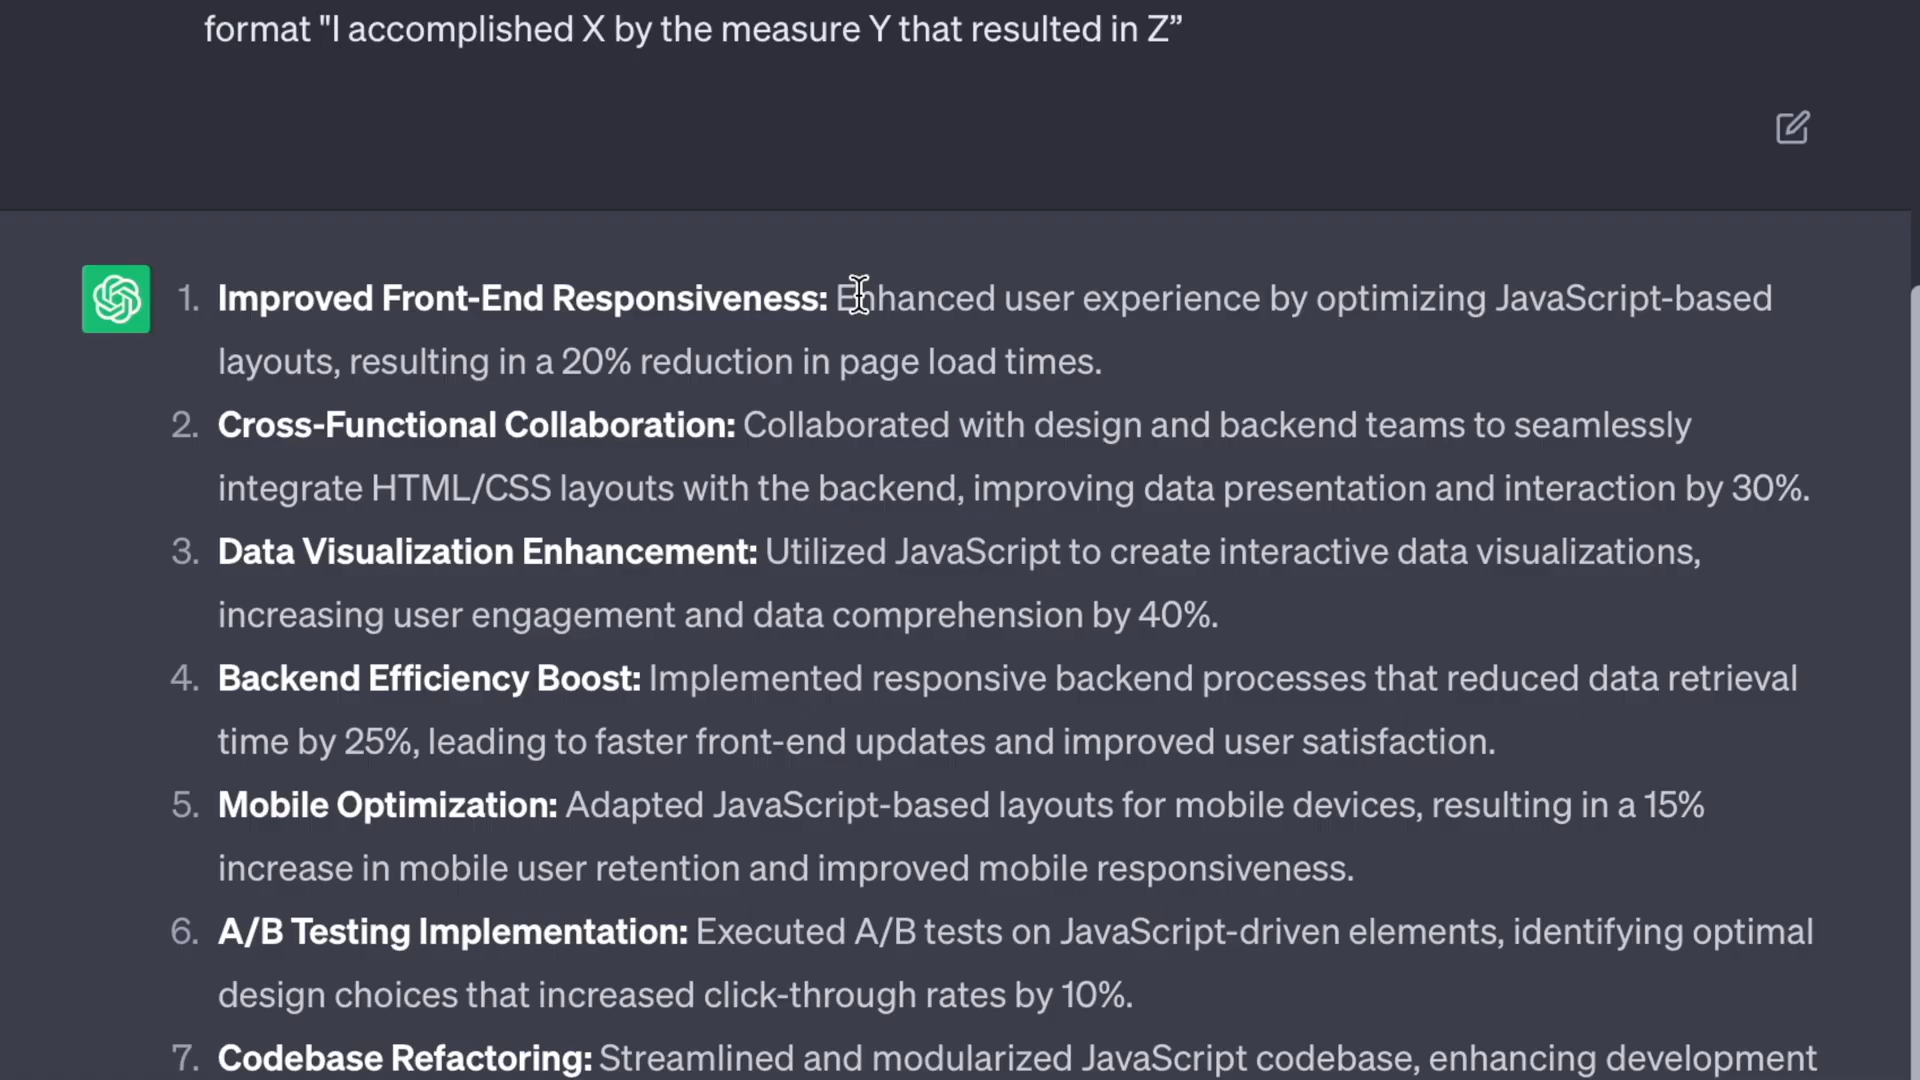 format "I accomplished X by the measure Y that resulted in Z”
1. Improved Front-End Responsiveness: Enhanced user experience by optimizing JavaScript-based
layouts, resulting in a 20% reduction in page load times.
2. Cross-Functional Collaboration: Collaborated with design and backend teams to seamlessly
integrate HTML/CSS layouts with the backend, improving data presentation and interaction by 30%.
3. Data Visualization Enhancement: Utilized JavaScript to create interactive data visualizations,
increasing user engagement and data comprehension by 40%.
4. Backend Efficiency Boost: Implemented responsive backend processes that reduced data retrieval
time by 25%, leading to faster front-end updates and improved user satisfaction.
5. Mobile Optimization: Adapted JavaScript-based layouts for mobile devices, resulting in a 15%
increase in mobile user retention and improved mobile responsiveness.
6. A/B Testing Implementation: Executed A/B tests on JavaScript-driven elements, identifying optimal
design choices that increased click-through rates by 10%.
7. Codebase Refactoring: Streamlined and modularized JavaScript codebase, enhancing development